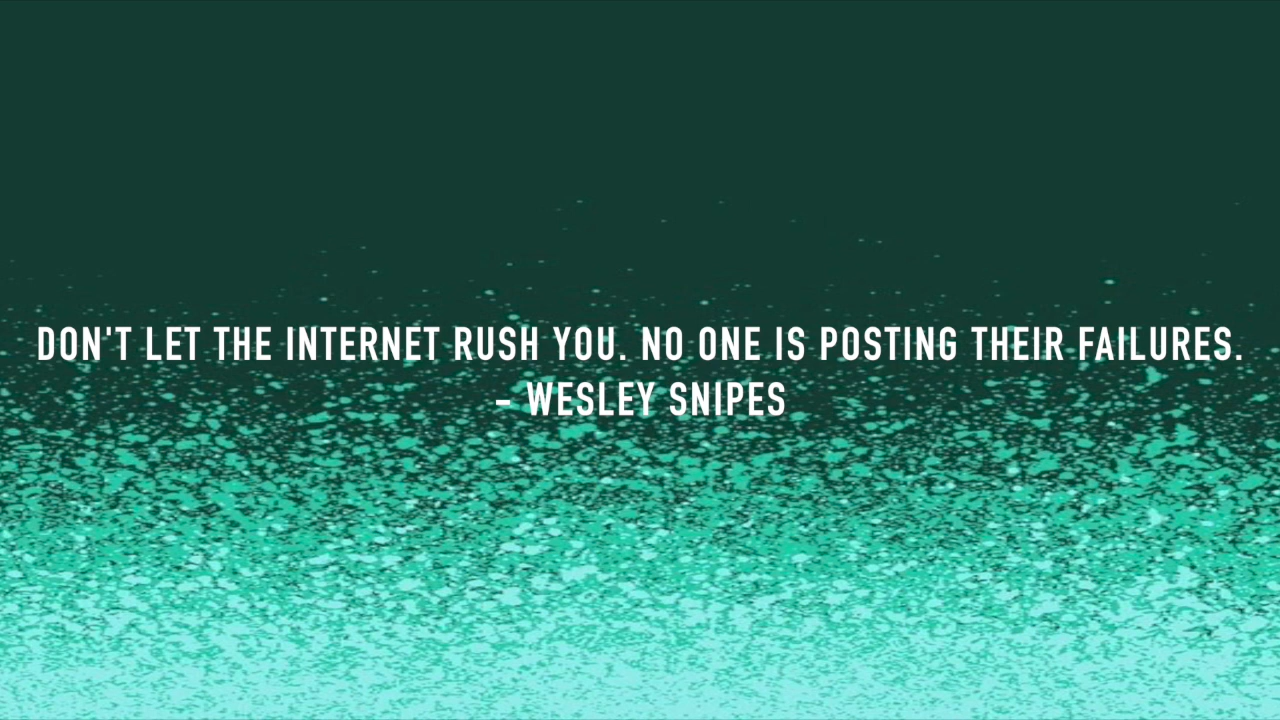 DON'T LET THE INTERNET RUSH YOU. NO ONE IS POSTING THEIR FAILURES.
- WESLEY SNIPES